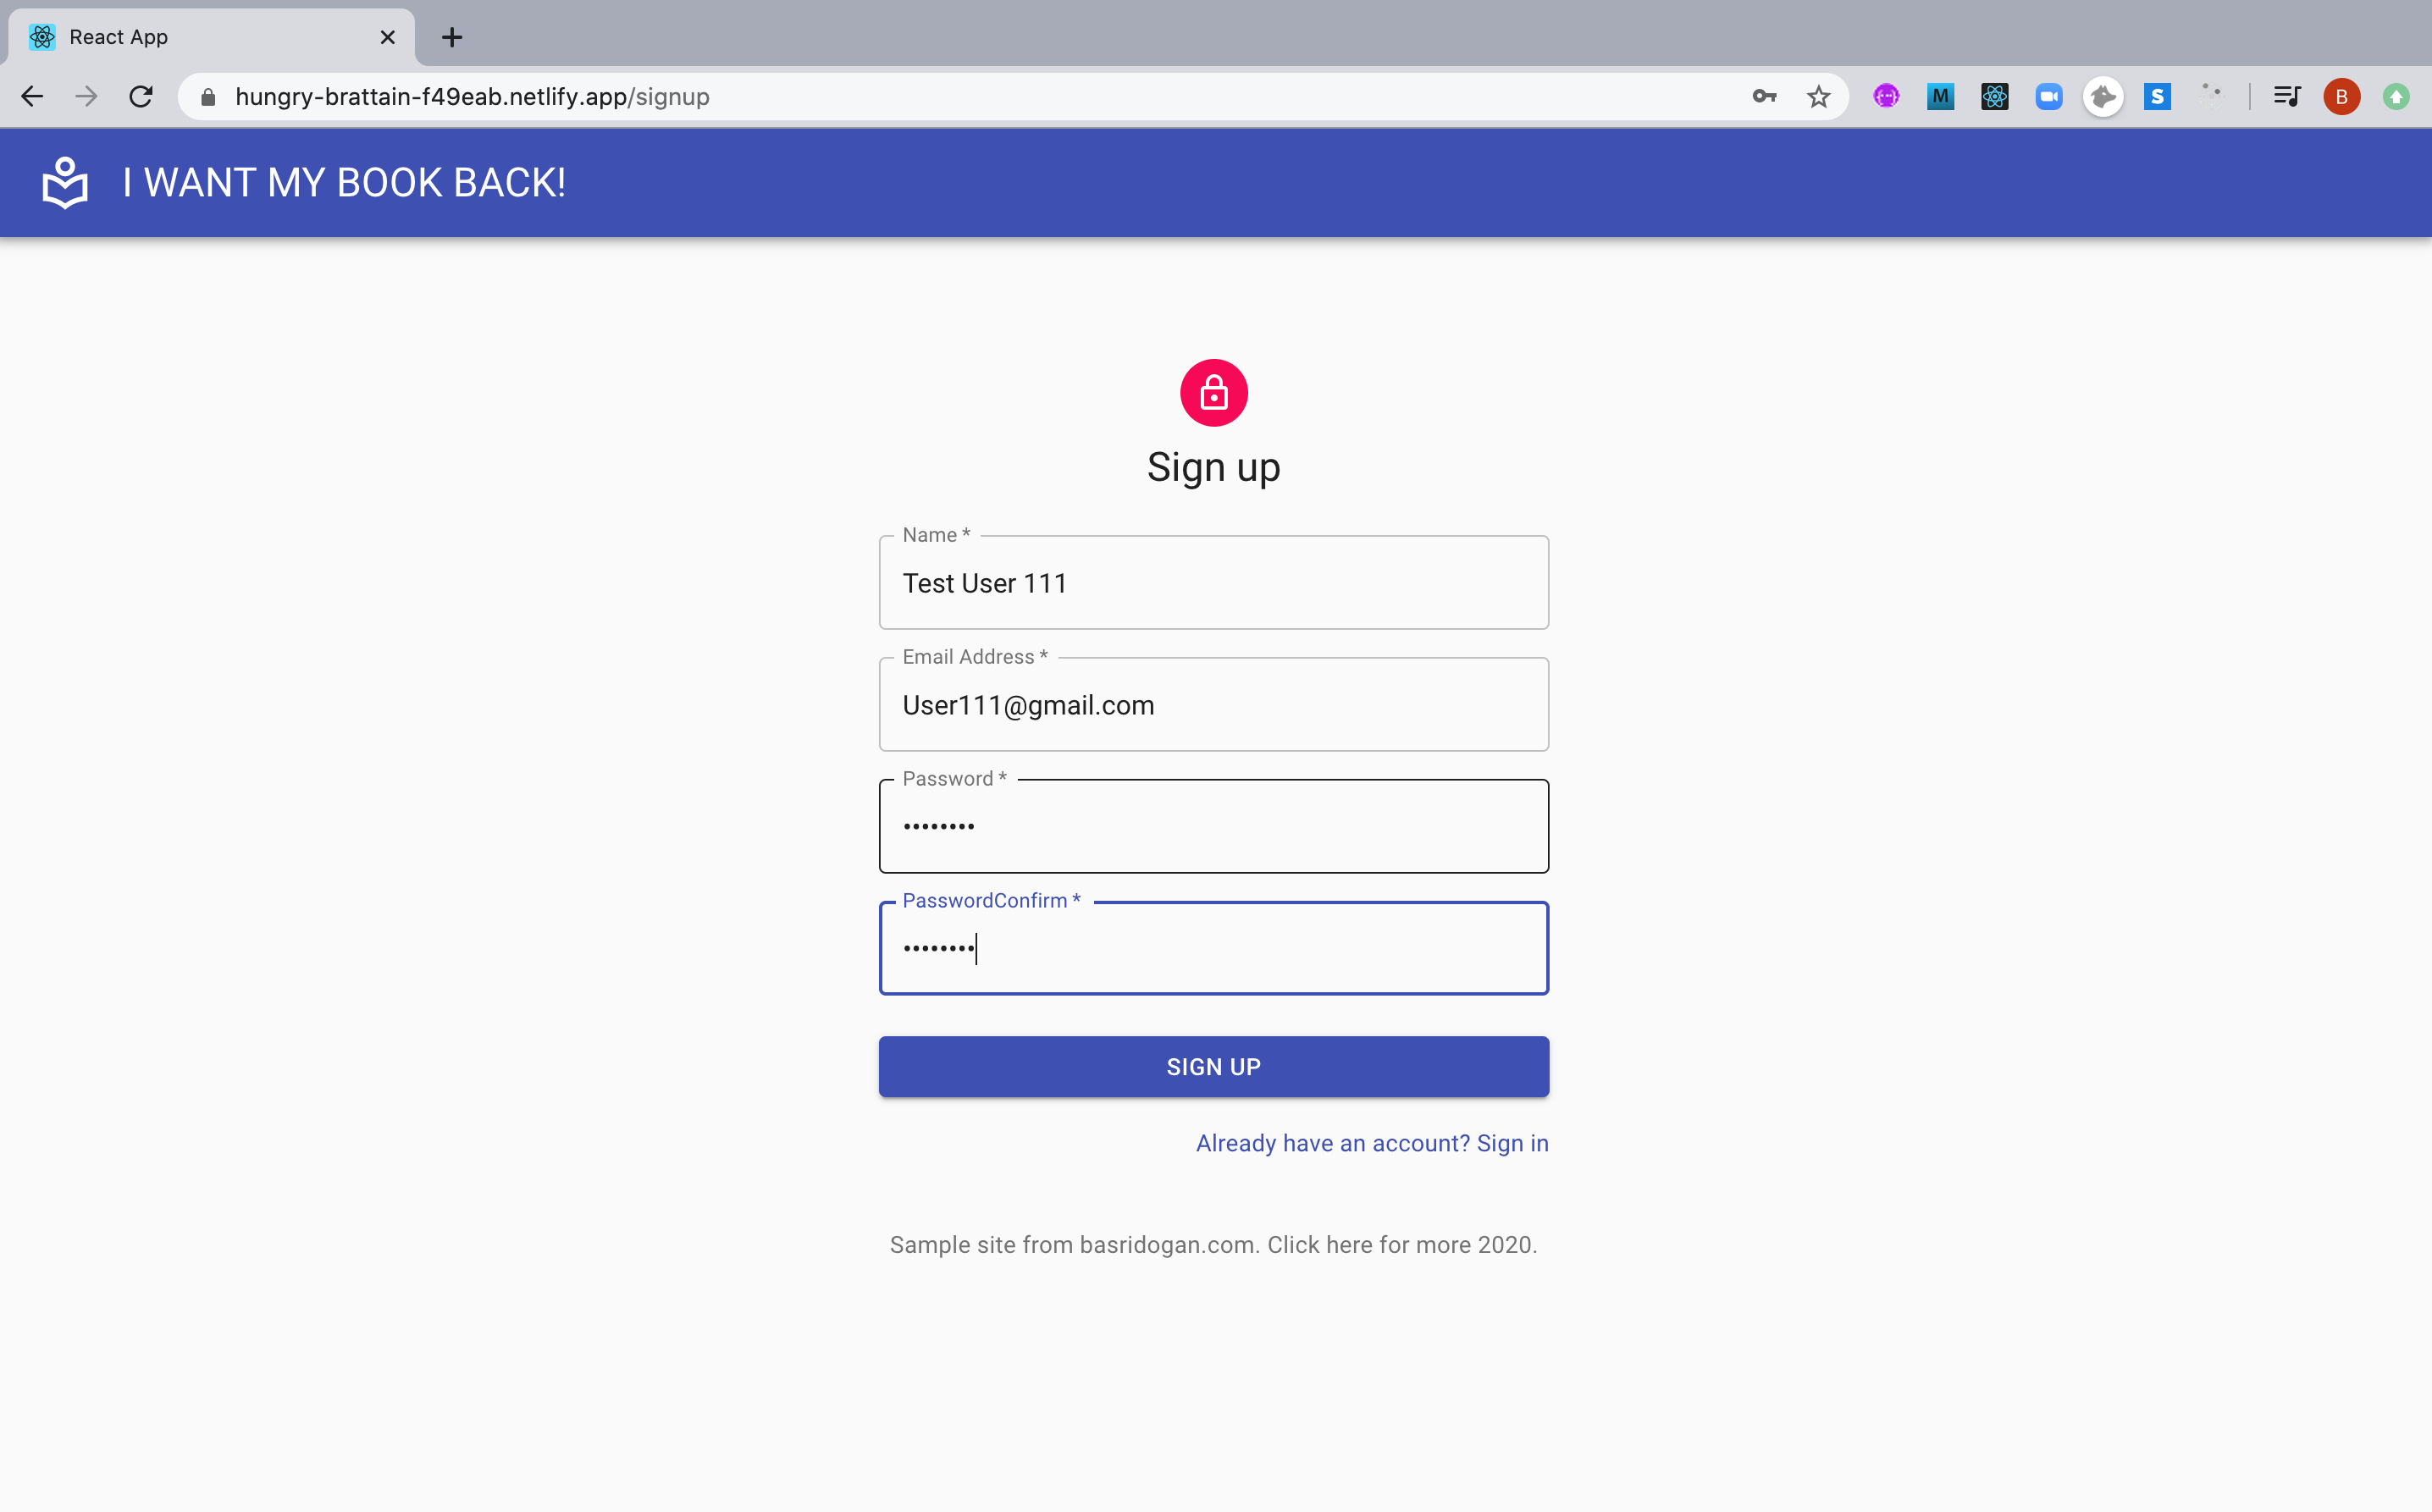 React App
hungry-brattain-f49eab.netlify.app/signup
M
S
B
I WANT MY BOOK BACK!
Sign up
Name *
Test User 111
Email Address *
User111@gmail.com
Password *
••••••••
PasswordConfirm *
••••••••
SIGN UP
Already have an account? Sign in
Sample site from basridogan.com. Click here for more 2020.